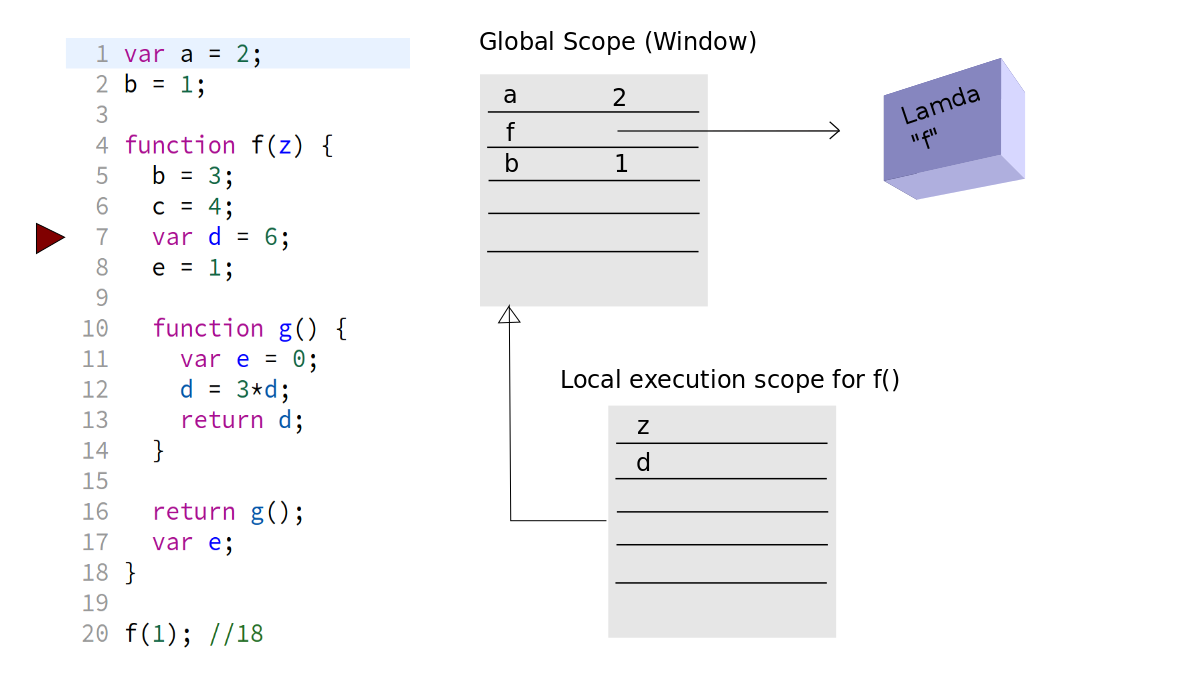 1 var a = 2;
2 b = 1;
3
4 function f(z) {
5 b = 3;
6 c = 4;
7 var d = 6;
8 e = 1;
9
10 function g() {
11 var e = 0;
12 d = 3*d;
13 return d;
14 }
15
16 return g();
17 var e;
18 }
19
20 f(1); //18
Global Scope (Window)
a 2
f
b 1
Lamda
"f"
Local execution scope for f()
z
d